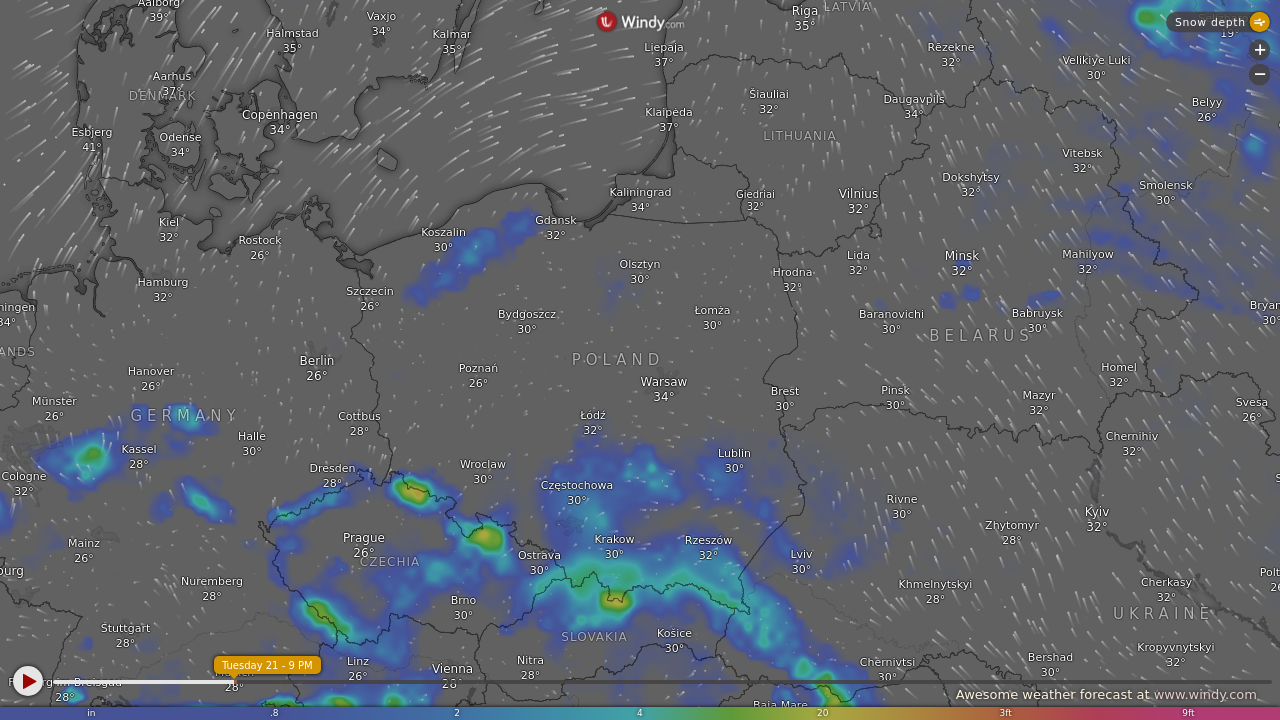 Aalborg
39°
Vaxjo
34°
Halmstad
35°
Kalmar
35°
Windy.com
Riga
35°
LATVIA
Snow depth
19°
Liepaja
37°
Rēzekne
32°
Velikiye Luki
30°
+
−
Aarhus
37°
DENMARK
Copenhagen
34°
Klaipėda
37°
Šiauliai
32°
Daugavpils
34°
Belyy
26°
Esbjerg
41°
Odense
34°
LITHUANIA
Vitebsk
32°
Kaliningrad
34°
Giedriai
32°
Vilnius
32°
Dokshytsy
32°
Smolensk
30°
Kiel
32°
Rostock
26°
Koszalin
30°
Gdansk
32°
Hamburg
32°
Szczecin
26°
Olsztyn
30°
Hrodna
32°
Lida
32°
Minsk
32°
Mahilyow
32°
ningen
34°
Bydgoszcz
30°
Łomża
30°
Baranovichi
30°
BELARUS
Babruysk
30°
Bryan
30°
ANDS
Hanover
26°
Berlin
26°
Poznań
26°
POLAND
Warsaw
34°
Brest
30°
Pinsk
30°
Mazyr
32°
Homel
32°
Münster
26°
GERMANY
Cottbus
28°
Łódź
32°
Svesa
26°
Kassel
28°
Halle
30°
Chernihiv
32°
Cologne
32°
Dresden
28°
Wroclaw
30°
Częstochowa
30°
Lublin
30°
Rivne
30°
Kyiv
32°
Zhytomyr
28°
Mainz
26°
Prague
26°
CZECHIA
Ostrava
30°
Krakow
30°
Rzeszów
32°
Lviv
30°
burg
Nuremberg
28°
Brno
30°
Khmelnytskyi
28°
Cherkasy
32°
UKRAINE
Stuttgart
28°
SLOVAKIA
Košice
30°
Kropyvnytskyi
32°
Tuesday 21 - 9 PM
28°
28°
Linz
26°
Vienna
28°
Nitra
28°
Chernivtsi
30°
Bershad
30°
Baia Mare
Awesome weather forecast at www.windy.com
in .8 2 4 8 20 3ft 9ft